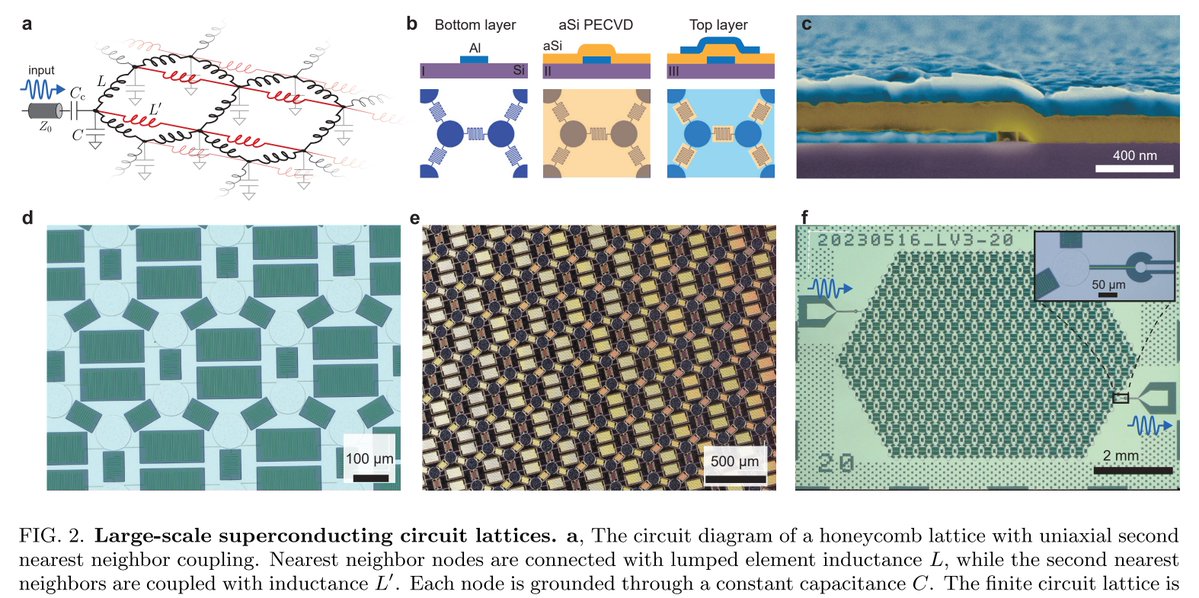 a
input
L
L′
C_c
Z_0
C
b
Bottom layer
aSi PECVD
Top layer
Al
aSi
I
Si
II
III
c
400 nm
d
100 µm
e
500 µm
f
20230516_LV3-20
50 µm
20
2 mm
FIG. 2. Large-scale superconducting circuit lattices. a, The circuit diagram of a honeycomb lattice with uniaxial second
nearest neighbor coupling. Nearest neighbor nodes are connected with lumped element inductance L, while the second nearest
neighbors are coupled with inductance L′. Each node is grounded through a constant capacitance C. The finite circuit lattice is